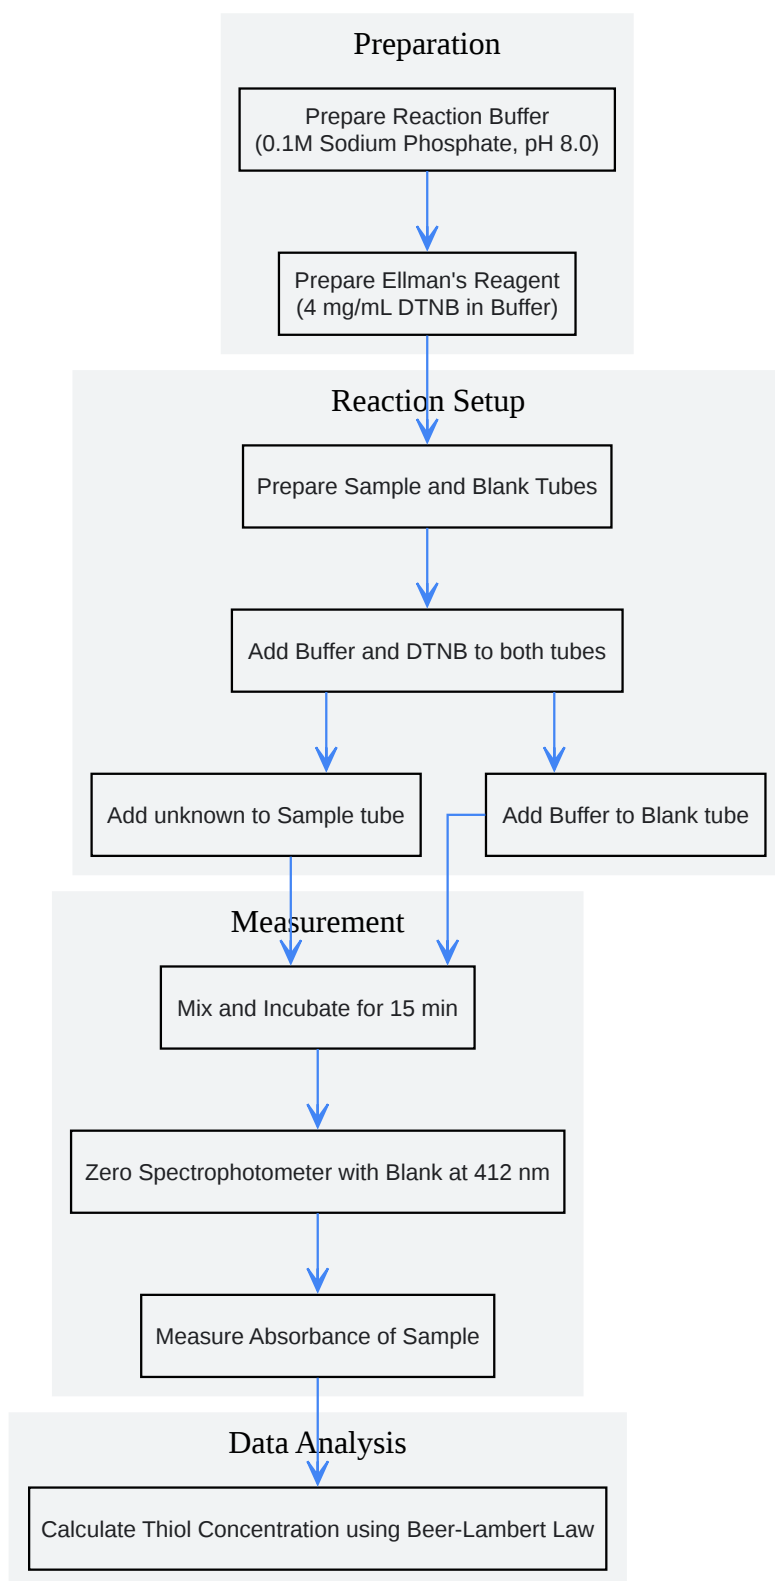 Preparation
Prepare Reaction Buffer
(0.1M Sodium Phosphate, pH 8.0)
Prepare Ellman's Reagent
(4 mg/mL DTNB in Buffer)
Reaction Setup
Prepare Sample and Blank Tubes
Add Buffer and DTNB to both tubes
Add unknown to Sample tube
Add Buffer to Blank tube
Measurement
Mix and Incubate for 15 min
Zero Spectrophotometer with Blank at 412 nm
Measure Absorbance of Sample
Data Analysis
Calculate Thiol Concentration using Beer-Lambert Law